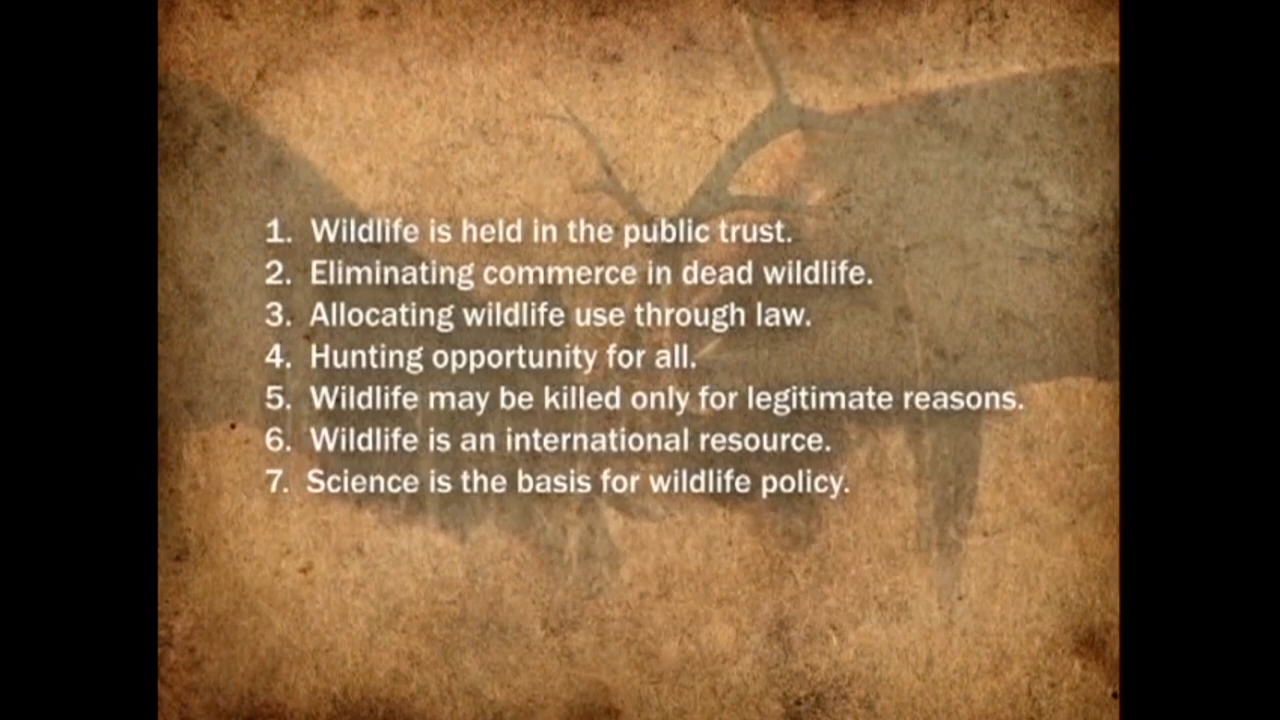 1. Wildlife is held in the public trust.
2. Eliminating commerce in dead wildlife.
3. Allocating wildlife use through law.
4. Hunting opportunity for all.
5. Wildlife may be killed only for legitimate reasons.
6. Wildlife is an international resource.
7. Science is the basis for wildlife policy.